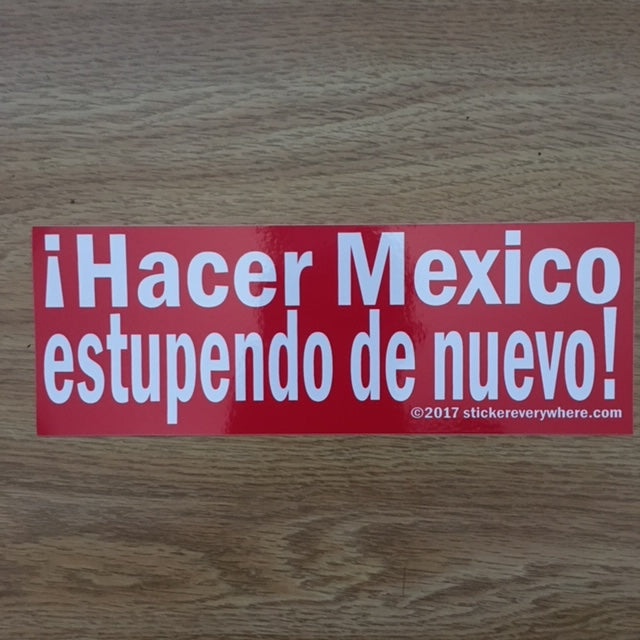 ¡Hacer Mexico
estupendo de nuevo!
©2017 stickereverywhere.com